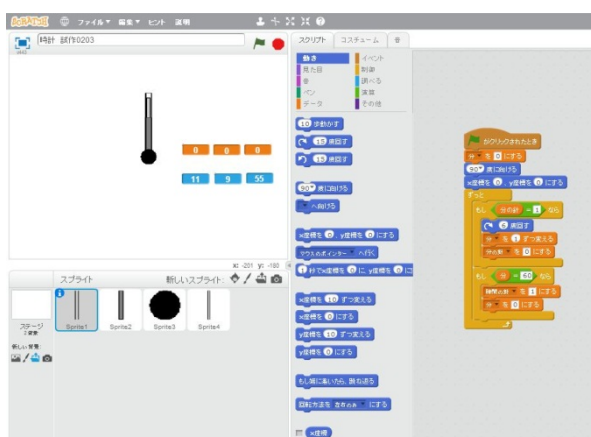 SCRATCH ファイル▼ 編集▼ ヒント 説明
時計 試作0203
0 0 0
11 9 55
x: -201 y: -180
スプライト 新しいスプライト:
ステージ
2 背景
新しい背景:
Sprite1 Sprite2 Sprite3 Sprite4
スクリプト コスチューム 音
動き イベント
見た目 制御
音 調べる
ペン 演算
データ その他
10 歩動かす
15 度回す
15 度回す
90▼ 度に向ける
へ向ける
x座標を 0 、y座標を 0 にする
マウスのポインター へ行く
1 秒でx座標を 0 に y座標を 0 に
x座標を 10 ずつ変える
x座標を 0 にする
y座標を 10 ずつ変える
y座標を 0 にする
もし端に着いたら、跳ね返る
回転方法を 左右のみ にする
x座標
がクリックされたとき
分▼ を 0 にする
90▼ 度に向ける
x座標を 0 、y座標を 0 にする
ずっと
もし = 1 なら
6 度回す
分▼ を 1 ずつ変える
を 0 にする
もし 分 = 60 なら
を 1 にする
分▼ を 0 にする